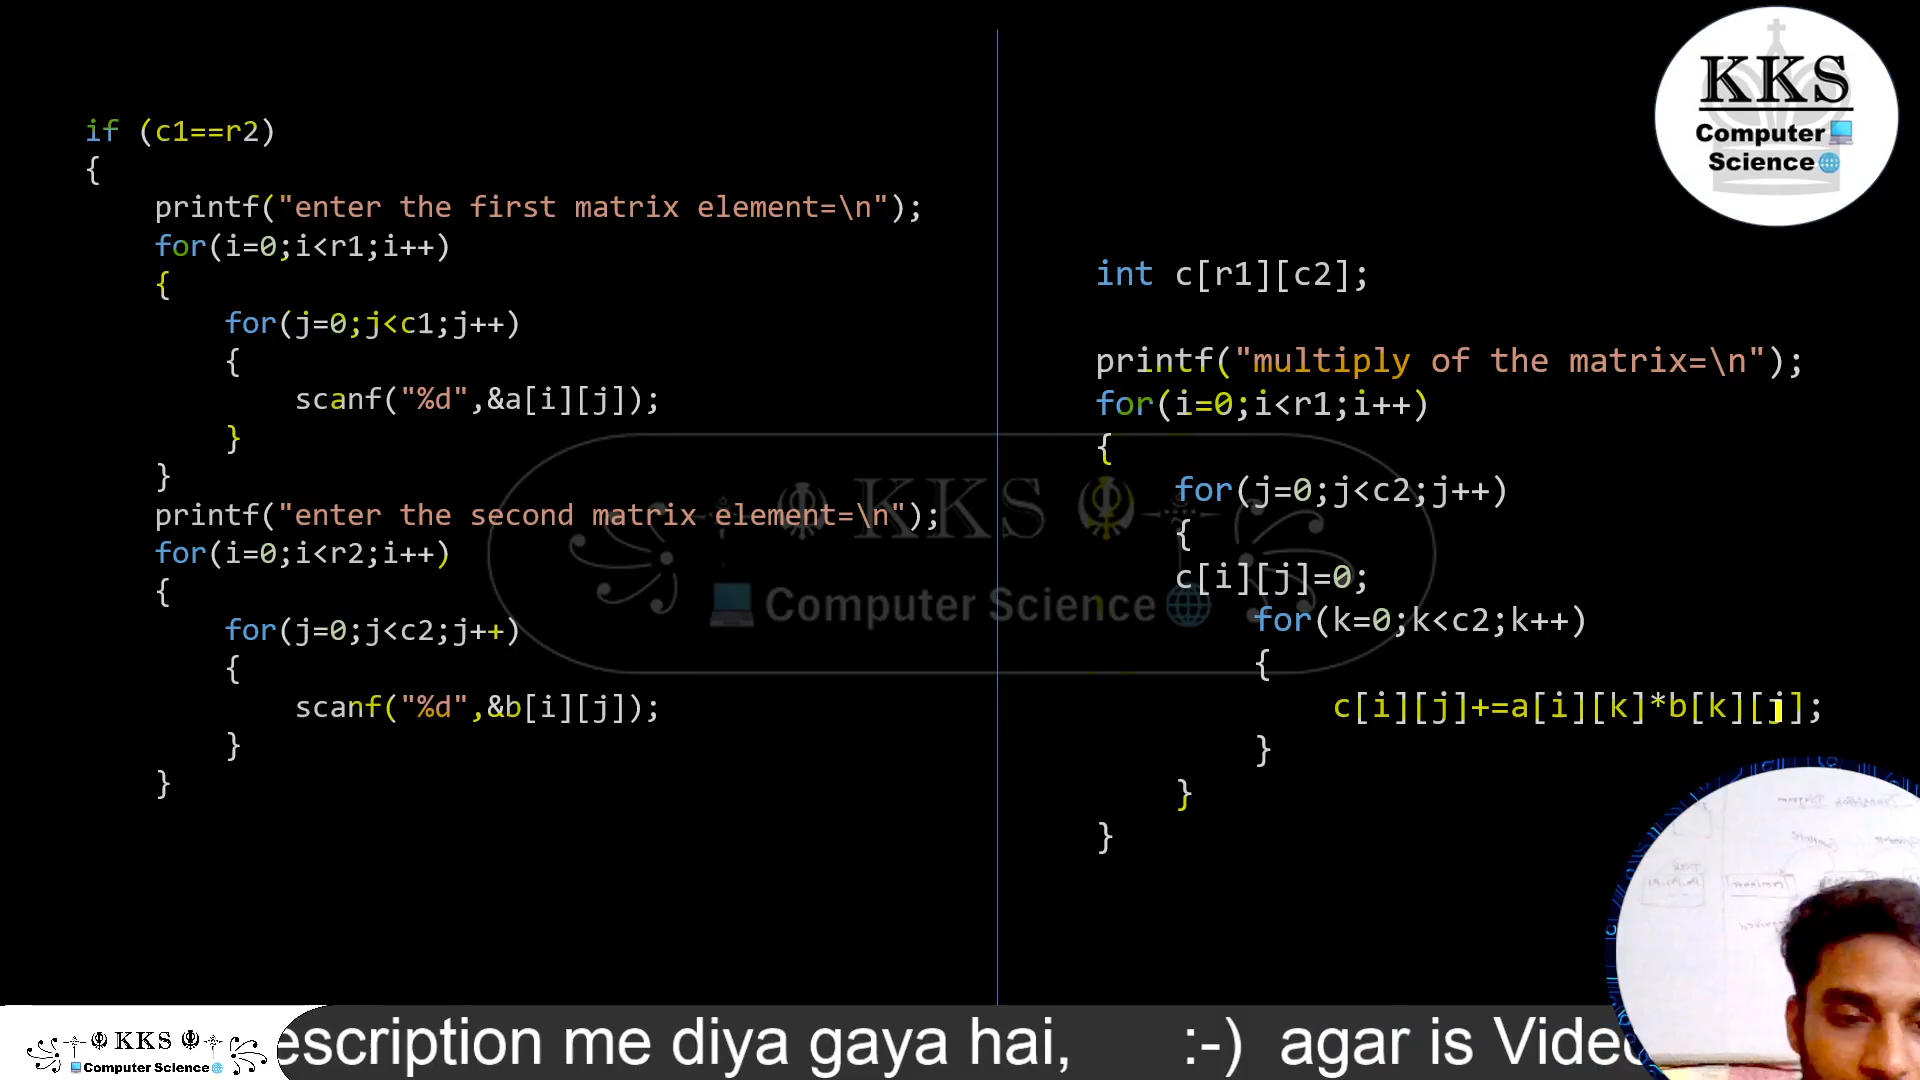 if (c1==r2)
{
printf("enter the first matrix element=\n");
for(i=0;i<r1;i++)
{
for(j=0;j<c1;j++)
{
scanf("%d",&a[i][j]);
}
}
printf("enter the second matrix element=\n");
for(i=0;i<r2;i++)
{
for(j=0;j<c2;j++)
{
scanf("%d",&b[i][j]);
}
}
int c[r1][c2];
printf("multiply of the matrix=\n");
for(i=0;i<r1;i++)
{
for(j=0;j<c2;j++)
{
c[i][j]=0;
for(k=0;k<c2;k++)
{
c[i][j]+=a[i][k]*b[k][j];
}
}
}
KKS
Computer
Science
KKS
Computer Science
KKS
Computer Science
escription me diya gaya hai, :-) agar is Video